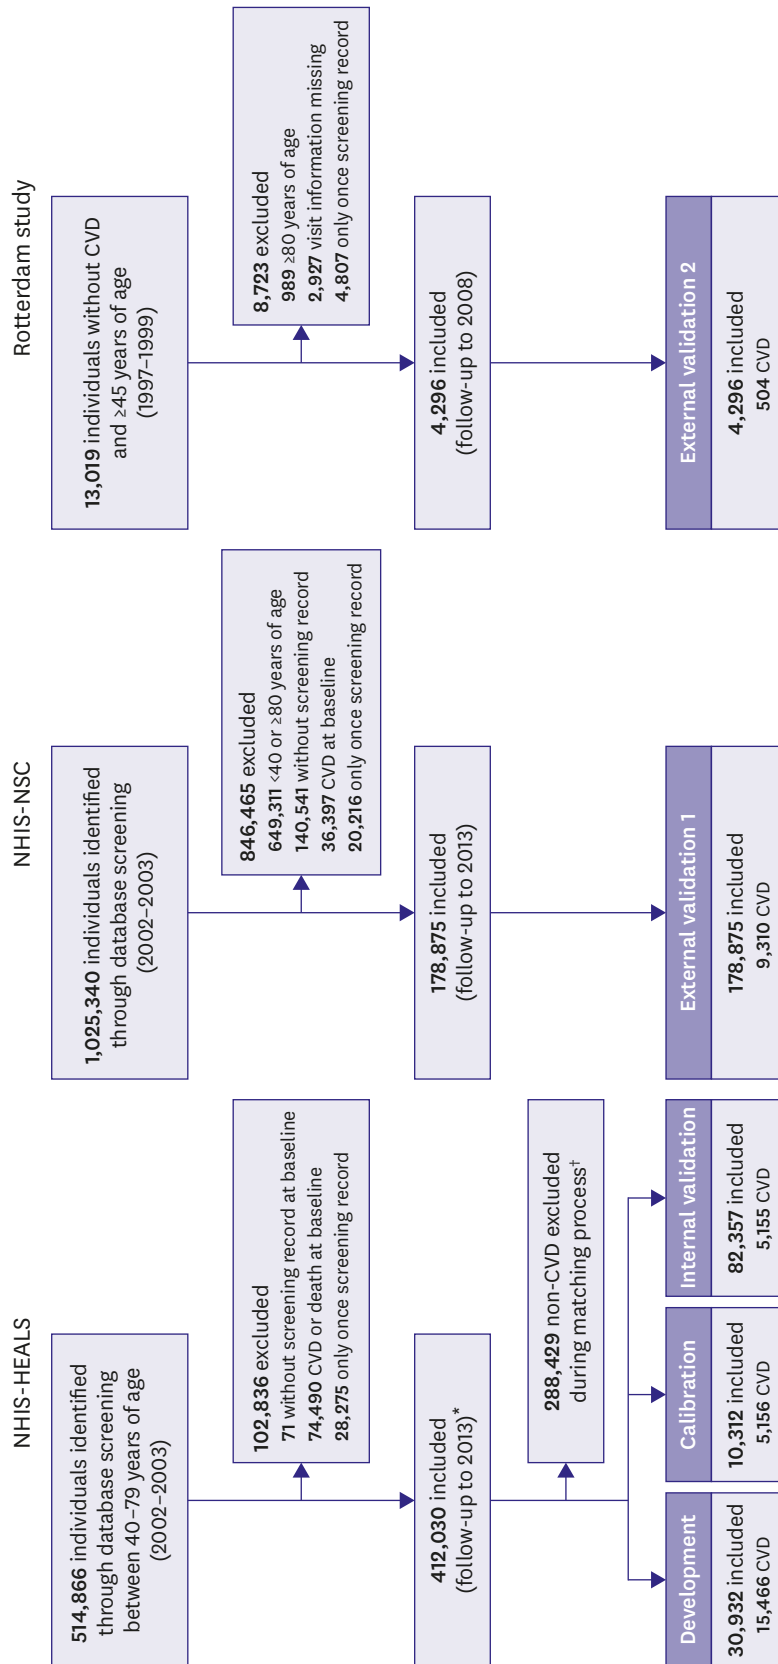 NHIS-HEALS
514,866 individuals identified
through database screening
between 40–79 years of age
(2002–2003)
102,836 excluded
71 without screening record at baseline
74,490 CVD or death at baseline
28,275 only once screening record
412,030 included
(follow-up to 2013)*
288,429 non-CVD excluded
during matching process†
Development
30,932 included
15,466 CVD
Calibration
10,312 included
5,156 CVD
Internal validation
82,357 included
5,155 CVD
NHIS-NSC
1,025,340 individuals identified
through database screening
(2002–2003)
846,465 excluded
649,311 <40 or ≥80 years of age
140,541 without screening record
36,397 CVD at baseline
20,216 only once screening record
178,875 included
(follow-up to 2013)
External validation 1
178,875 included
9,310 CVD
Rotterdam study
13,019 individuals without CVD
and ≥45 years of age
(1997–1999)
8,723 excluded
989 ≥80 years of age
2,927 visit information missing
4,807 only once screening record
4,296 included
(follow-up to 2008)
External validation 2
4,296 included
504 CVD